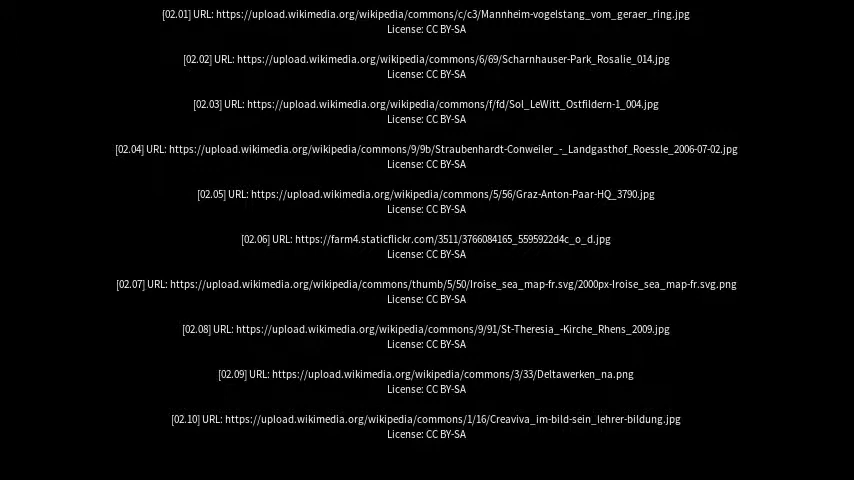 [02.01] URL: https://upload.wikimedia.org/wikipedia/commons/c/c3/Mannheim-vogelstang_vom_geraer_ring.jpg
License: CC BY-SA
[02.02] URL: https://upload.wikimedia.org/wikipedia/commons/6/69/Scharnhauser-Park_Rosalie_014.jpg
License: CC BY-SA
[02.03] URL: https://upload.wikimedia.org/wikipedia/commons/f/fd/Sol_LeWitt_Ostfildern-1_004.jpg
License: CC BY-SA
[02.04] URL: https://upload.wikimedia.org/wikipedia/commons/9/9b/Straubenhardt-Conweiler_-_Landgasthof_Roessle_2006-07-02.jpg
License: CC BY-SA
[02.05] URL: https://upload.wikimedia.org/wikipedia/commons/5/56/Graz-Anton-Paar-HQ_3790.jpg
License: CC BY-SA
[02.06] URL: https://farm4.staticflickr.com/3511/3766084165_5595922d4c_o_d.jpg
License: CC BY-SA
[02.07] URL: https://upload.wikimedia.org/wikipedia/commons/thumb/5/50/Iroise_sea_map-fr.svg/2000px-Iroise_sea_map-fr.svg.png
License: CC BY-SA
[02.08] URL: https://upload.wikimedia.org/wikipedia/commons/9/91/St-Theresia_-Kirche_Rhens_2009.jpg
License: CC BY-SA
[02.09] URL: https://upload.wikimedia.org/wikipedia/commons/3/33/Deltawerken_na.png
License: CC BY-SA
[02.10] URL: https://upload.wikimedia.org/wikipedia/commons/1/16/Creaviva_im-bild-sein_lehrer-bildung.jpg
License: CC BY-SA